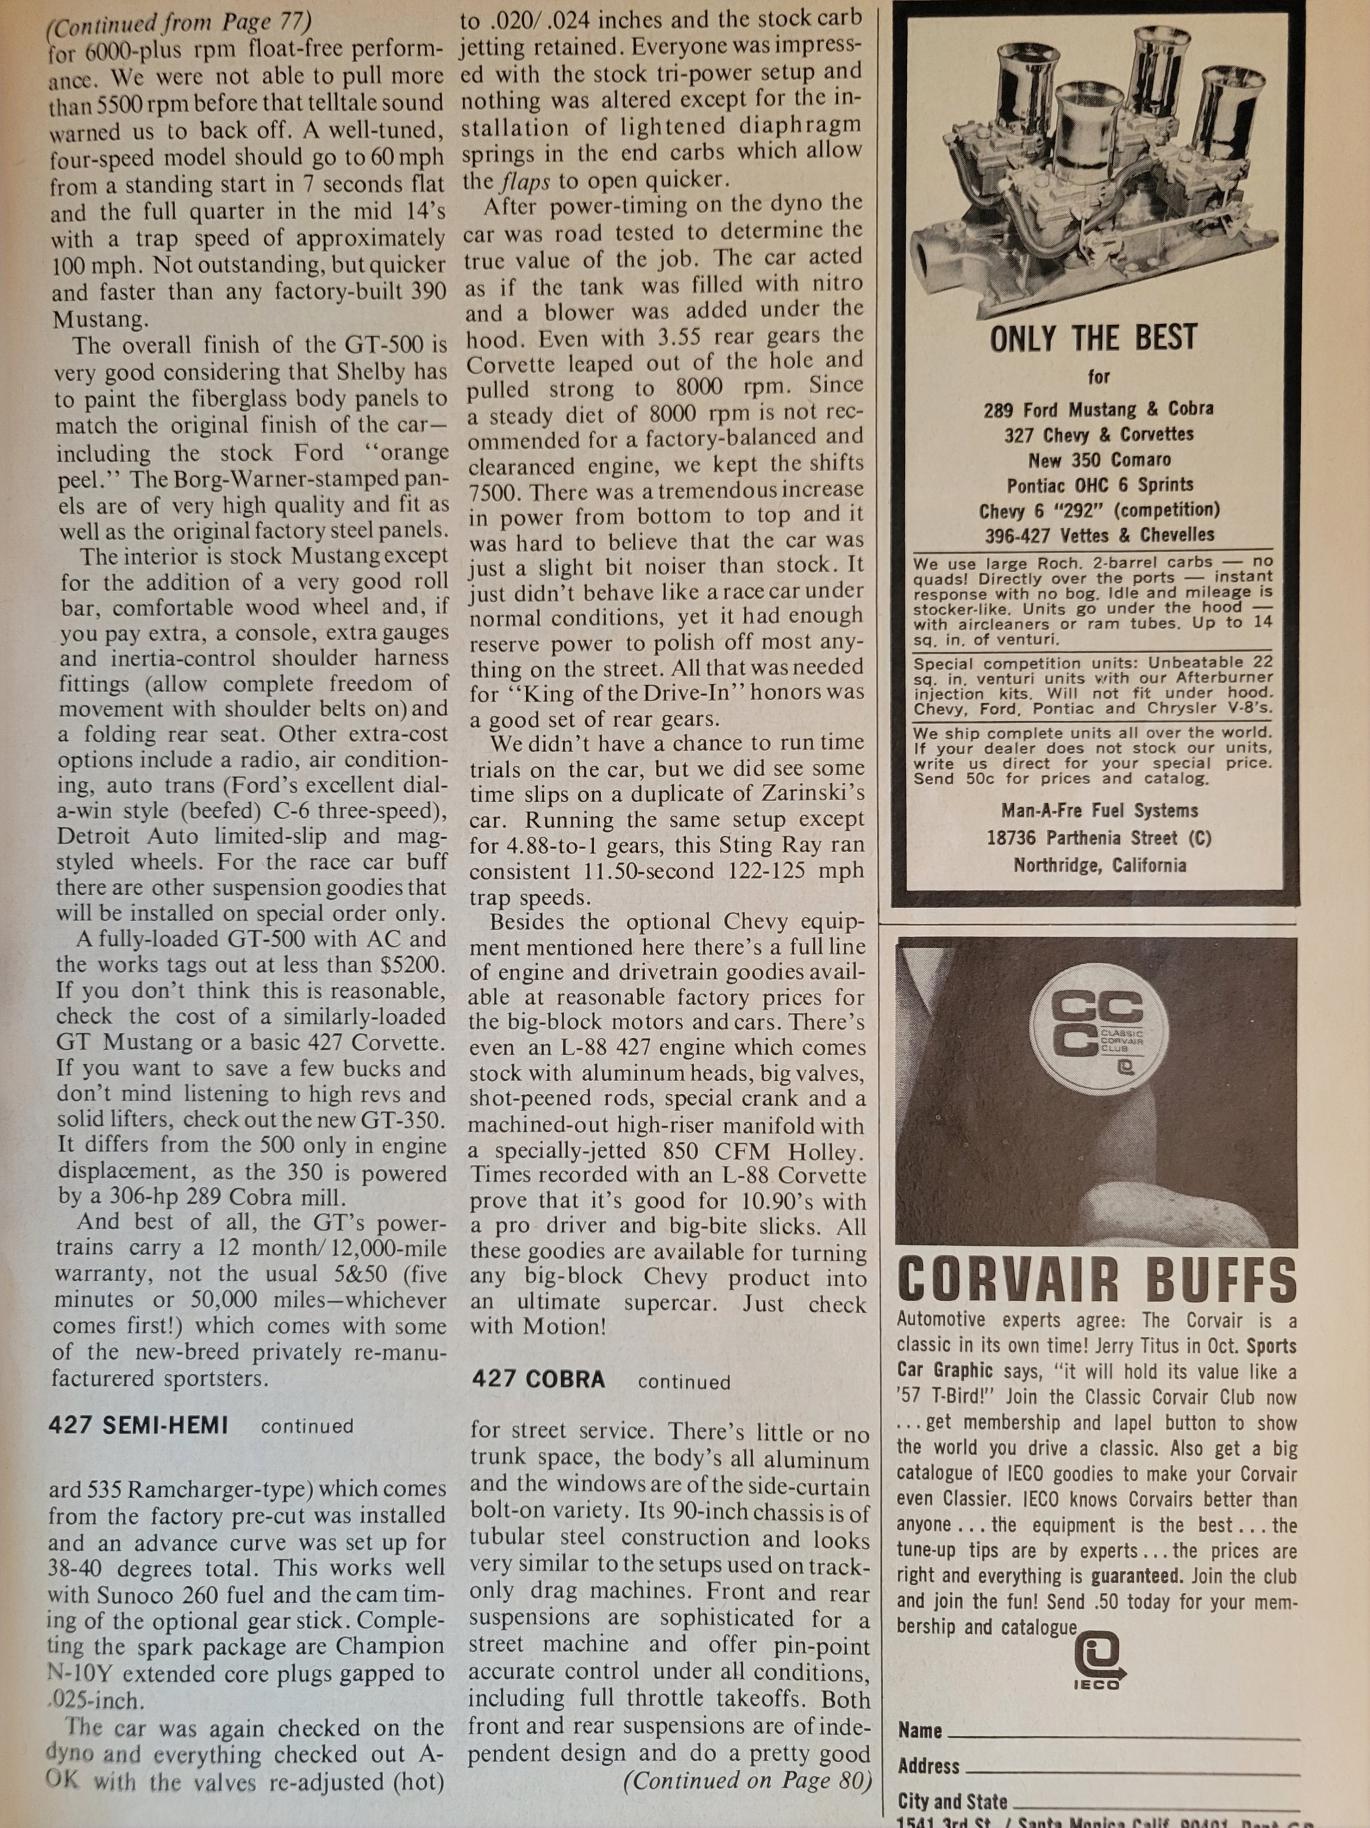 (Continued from Page 77)
for 6000-plus rpm float-free perform-
ance. We were not able to pull more
than 5500 rpm before that telltale sound
warned us to back off. A well-tuned,
four-speed model should go to 60 mph
from a standing start in 7 seconds flat
and the full quarter in the mid 14's
with a trap speed of approximately
100 mph. Not outstanding, but quicker
and faster than any factory-built 390
Mustang.
The overall finish of the GT-500 is
very good considering that Shelby has
to paint the fiberglass body panels to
match the original finish of the car—
including the stock Ford "orange
peel." The Borg-Warner-stamped pan-
els are of very high quality and fit as
well as the original factory steel panels.
The interior is stock Mustang except
for the addition of a very good roll
bar, comfortable wood wheel and, if
you pay extra, a console, extra gauges
and inertia-control shoulder harness
fittings (allow complete freedom of
movement with shoulder belts on) and
a folding rear seat. Other extra-cost
options include a radio, air condition-
ing, auto trans (Ford's excellent dial-
a-win style (beefed) C-6 three-speed),
Detroit Auto limited-slip and mag-
styled wheels. For the race car buff
there are other suspension goodies that
will be installed on special order only.
A fully-loaded GT-500 with AC and
the works tags out at less than $5200.
If you don't think this is reasonable,
check the cost of a similarly-loaded
GT Mustang or a basic 427 Corvette.
If you want to save a few bucks and
don't mind listening to high revs and
solid lifters, check out the new GT-350.
It differs from the 500 only in engine
displacement, as the 350 is powered
by a 306-hp 289 Cobra mill.
And best of all, the GT's power-
trains carry a 12 month/12,000-mile
warranty, not the usual 5&50 (five
minutes or 50,000 miles—whichever
comes first!) which comes with some
of the new-breed privately re-manu-
facturered sportsters.
427 SEMI-HEMI continued
ard 535 Ramcharger-type) which comes
from the factory pre-cut was installed
and an advance curve was set up for
38-40 degrees total. This works well
with Sunoco 260 fuel and the cam tim-
ing of the optional gear stick. Comple-
ting the spark package are Champion
N-10Y extended core plugs gapped to
.025-inch.
The car was again checked on the
dyno and everything checked out A-
OK with the valves re-adjusted (hot)
to .020/.024 inches and the stock carb
jetting retained. Everyone was impress-
ed with the stock tri-power setup and
nothing was altered except for the in-
stallation of lightened diaphragm
springs in the end carbs which allow
the flaps to open quicker.
After power-timing on the dyno the
car was road tested to determine the
true value of the job. The car acted
as if the tank was filled with nitro
and a blower was added under the
hood. Even with 3.55 rear gears the
Corvette leaped out of the hole and
pulled strong to 8000 rpm. Since
a steady diet of 8000 rpm is not rec-
ommended for a factory-balanced and
clearanced engine, we kept the shifts
7500. There was a tremendous increase
in power from bottom to top and it
was hard to believe that the car was
just a slight bit noiser than stock. It
just didn't behave like a race car under
normal conditions, yet it had enough
reserve power to polish off most any-
thing on the street. All that was needed
for "King of the Drive-In" honors was
a good set of rear gears.
We didn't have a chance to run time
trials on the car, but we did see some
time slips on a duplicate of Zarinski's
car. Running the same setup except
for 4.88-to-1 gears, this Sting Ray ran
consistent 11.50-second 122-125 mph
trap speeds.
Besides the optional Chevy equip-
ment mentioned here there's a full line
of engine and drivetrain goodies avail-
able at reasonable factory prices for
the big-block motors and cars. There's
even an L-88 427 engine which comes
stock with aluminum heads, big valves,
shot-peened rods, special crank and a
machined-out high-riser manifold with
a specially-jetted 850 CFM Holley.
Times recorded with an L-88 Corvette
prove that it's good for 10.90's with
a pro driver and big-bite slicks. All
these goodies are available for turning
any big-block Chevy product into
an ultimate supercar. Just check
with Motion!
427 COBRA continued
for street service. There's little or no
trunk space, the body's all aluminum
and the windows are of the side-curtain
bolt-on variety. Its 90-inch chassis is of
tubular steel construction and looks
very similar to the setups used on track-
only drag machines. Front and rear
suspensions are sophisticated for a
street machine and offer pin-point
accurate control under all conditions,
including full throttle takeoffs. Both
front and rear suspensions are of inde-
pendent design and do a pretty good
(Continued on Page 80)
ONLY THE BEST
for
289 Ford Mustang & Cobra
327 Chevy & Corvettes
New 350 Comaro
Pontiac OHC 6 Sprints
Chevy 6 "292" (competition)
396-427 Vettes & Chevelles
We use large Roch. 2-barrel carbs — no
quads! Directly over the ports — instant
response with no bog. Idle and mileage is
stocker-like. Units go under the hood —
with aircleaners or ram tubes. Up to 14
sq. in. of venturi.
Special competition units: Unbeatable 22
sq. in. venturi units with our Afterburner
injection kits. Will not fit under hood.
Chevy, Ford, Pontiac and Chrysler V-8's.
We ship complete units all over the world.
If your dealer does not stock our units,
write us direct for your special price.
Send 50c for prices and catalog.
Man-A-Fre Fuel Systems
18736 Parthenia Street (C)
Northridge, California
CC
C
CLASSIC
CORVAIR
CLUB
CORVAIR BUFFS
Automotive experts agree: The Corvair is a
classic in its own time! Jerry Titus in Oct. Sports
Car Graphic says, "it will hold its value like a
'57 T-Bird!" Join the Classic Corvair Club now
...get membership and lapel button to show
the world you drive a classic. Also get a big
catalogue of IECO goodies to make your Corvair
even Classier. IECO knows Corvairs better than
anyone...the equipment is the best...the
tune-up tips are by experts...the prices are
right and everything is guaranteed. Join the club
and join the fun! Send .50 today for your mem-
bership and catalogue
IECO
Name
Address
City and State
1541 3rd St. / Santa Monica Calif. 90401